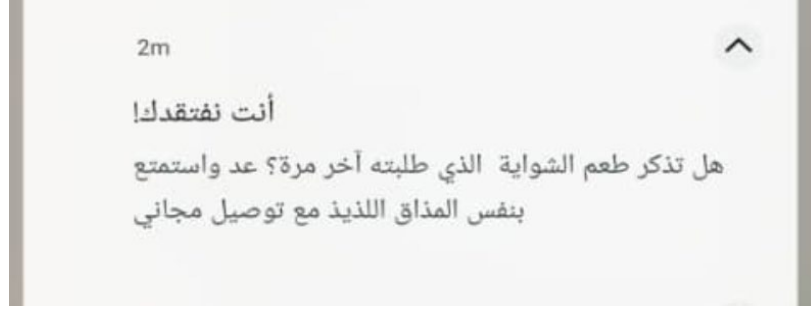 2m
أنت نفتقدك!
هل تذكر طعم الشواية الذي طلبته آخر مرة؟ عد واستمتع
بنفس المذاق اللذيذ مع توصيل مجاني